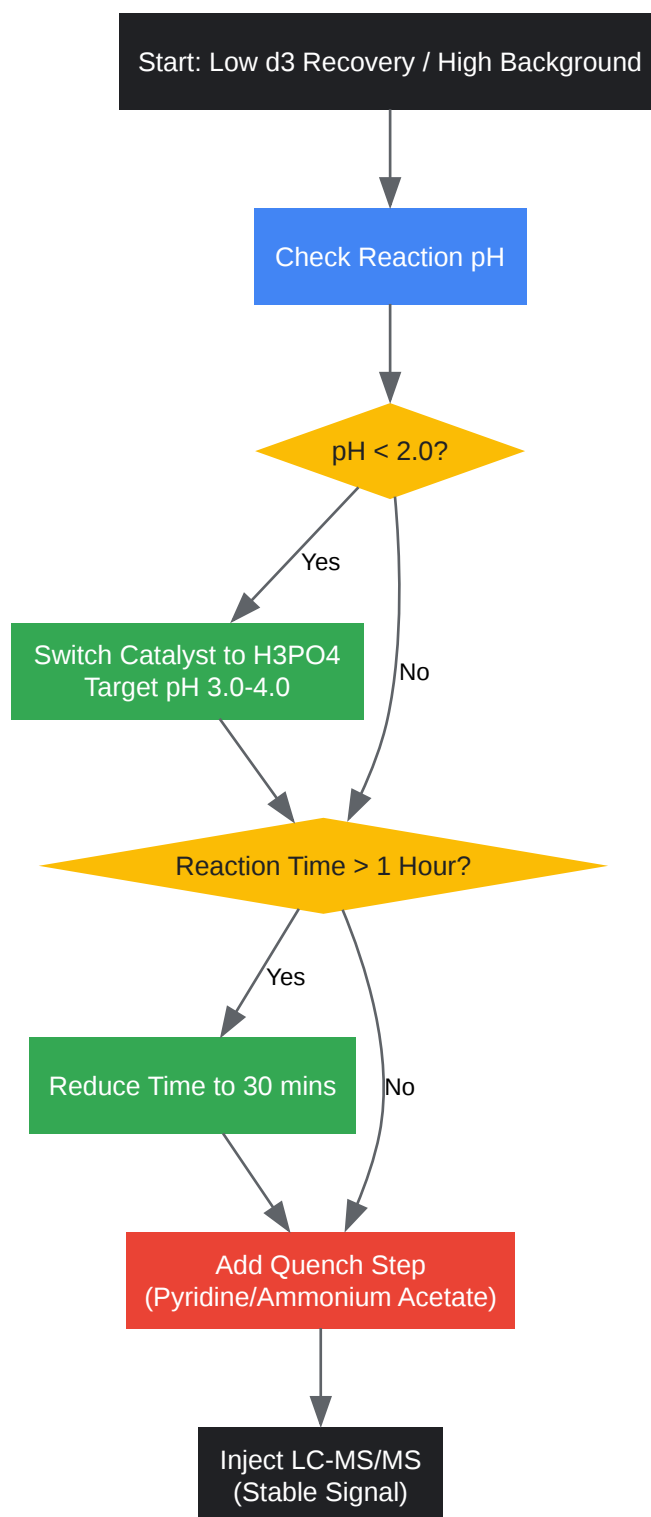 Start: Low d3 Recovery / High Background
Check Reaction pH
pH < 2.0?
Yes
Switch Catalyst to H3PO4
Target pH 3.0-4.0
No
Reaction Time > 1 Hour?
Yes
Reduce Time to 30 mins
No
Add Quench Step
(Pyridine/Ammonium Acetate)
Inject LC-MS/MS
(Stable Signal)